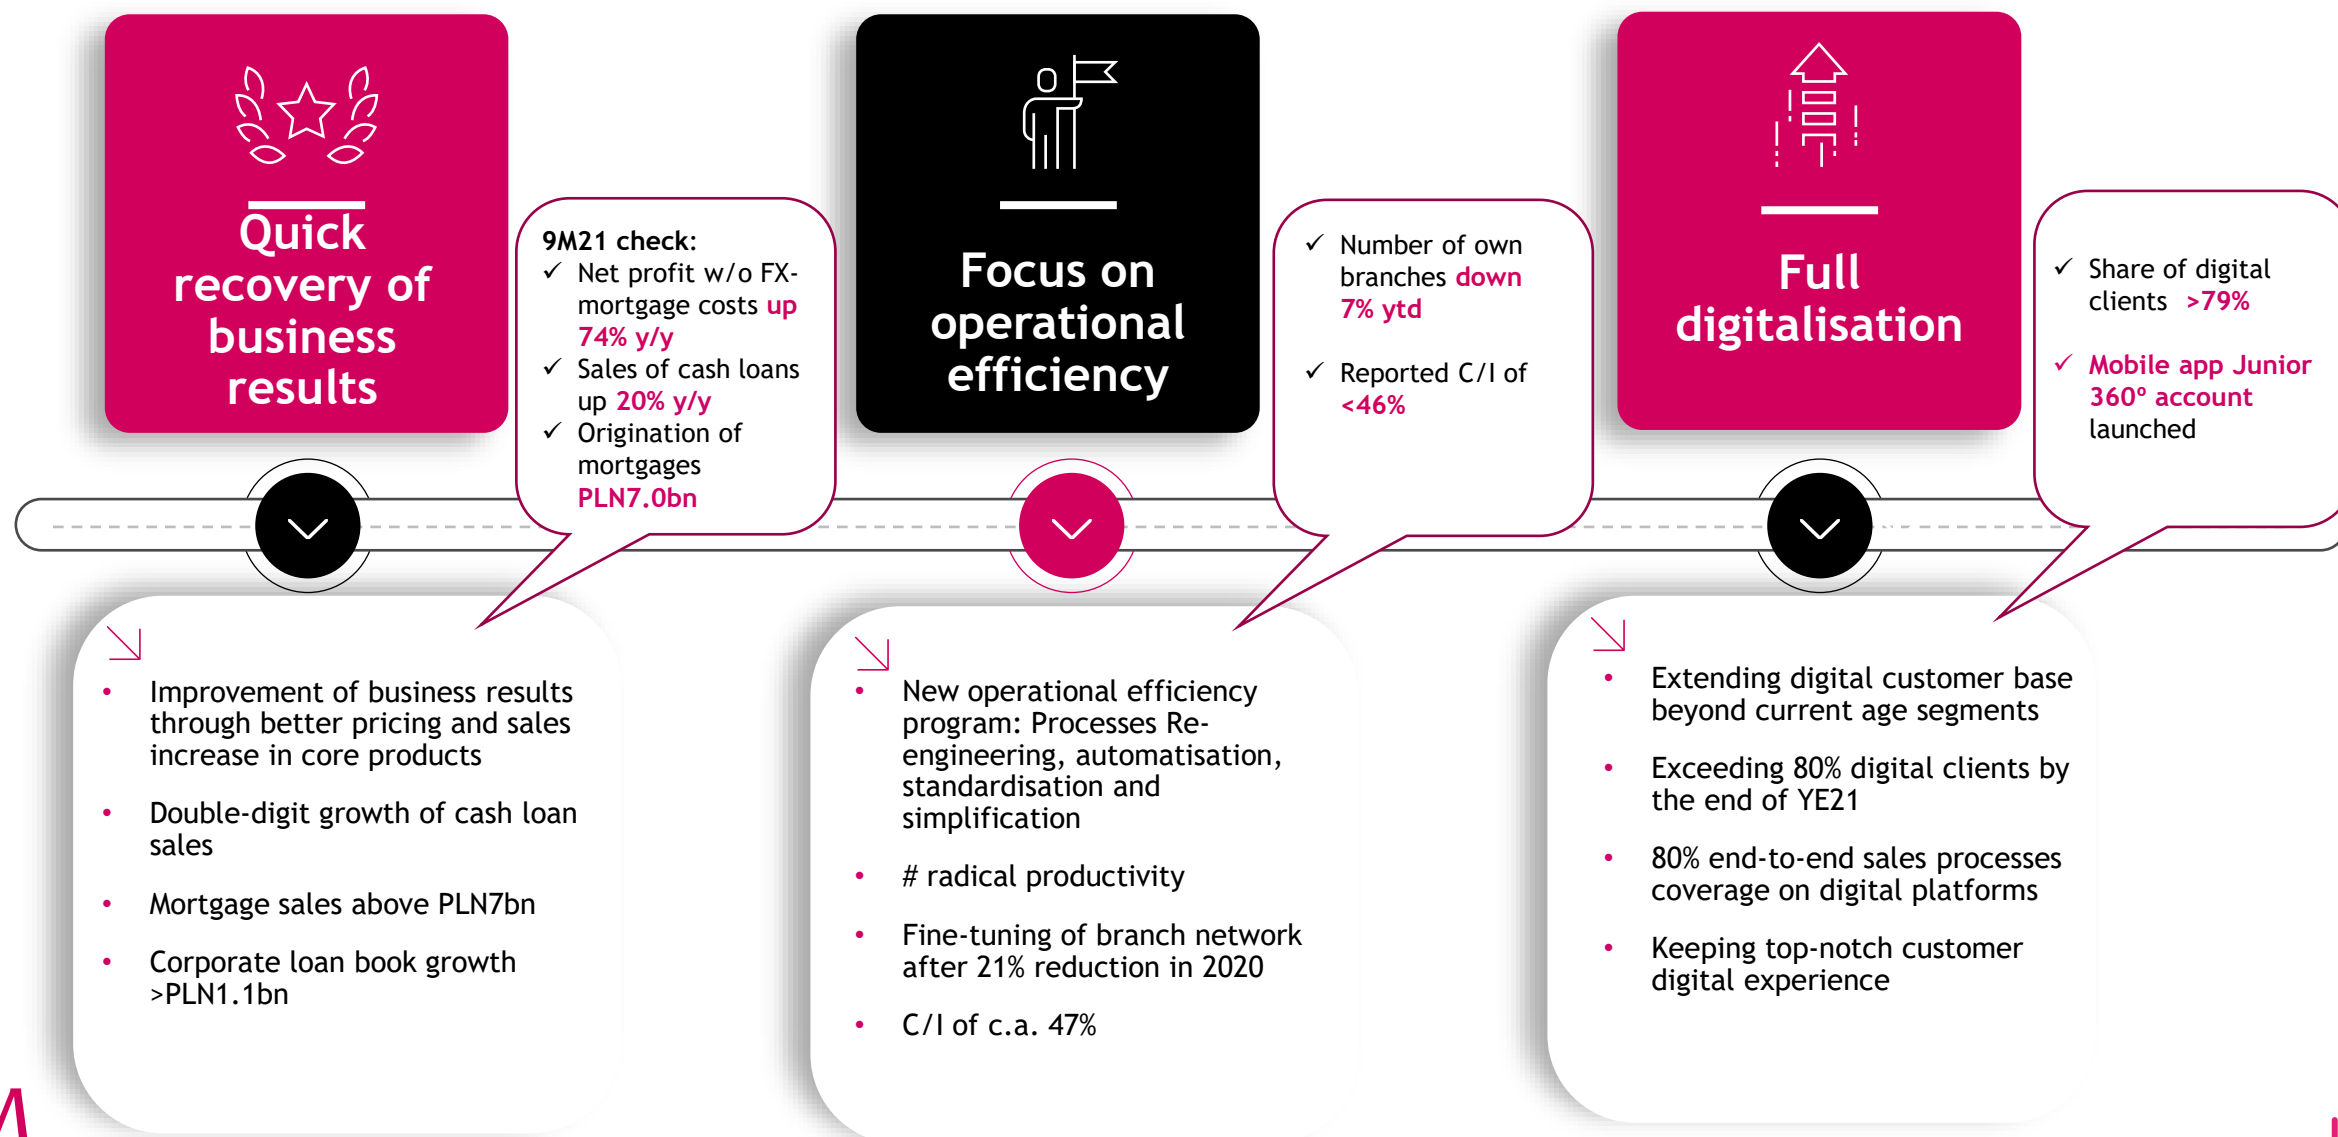 Quick
recovery of
business
results
9M21 check:
✓ Net profit w/o FX-
mortgage costs up
74% y/y
✓ Sales of cash loans
up 20% y/y
✓ Origination of
mortgages
PLN7.0bn
Focus on
operational
efficiency
✓ Number of own
branches down
7% ytd
✓ Reported C/I of
<46%
Full
digitalisation
✓ Share of digital
clients >79%
✓ Mobile app Junior
360º account
launched
• Improvement of business results
through better pricing and sales
increase in core products
• Double-digit growth of cash loan
sales
• Mortgage sales above PLN7bn
• Corporate loan book growth
>PLN1.1bn
• New operational efficiency
program: Processes Re-
engineering, automatisation,
standardisation and
simplification
• # radical productivity
• Fine-tuning of branch network
after 21% reduction in 2020
• C/I of c.a. 47%
• Extending digital customer base
beyond current age segments
• Exceeding 80% digital clients by
the end of YE21
• 80% end-to-end sales processes
coverage on digital platforms
• Keeping top-notch customer
digital experience